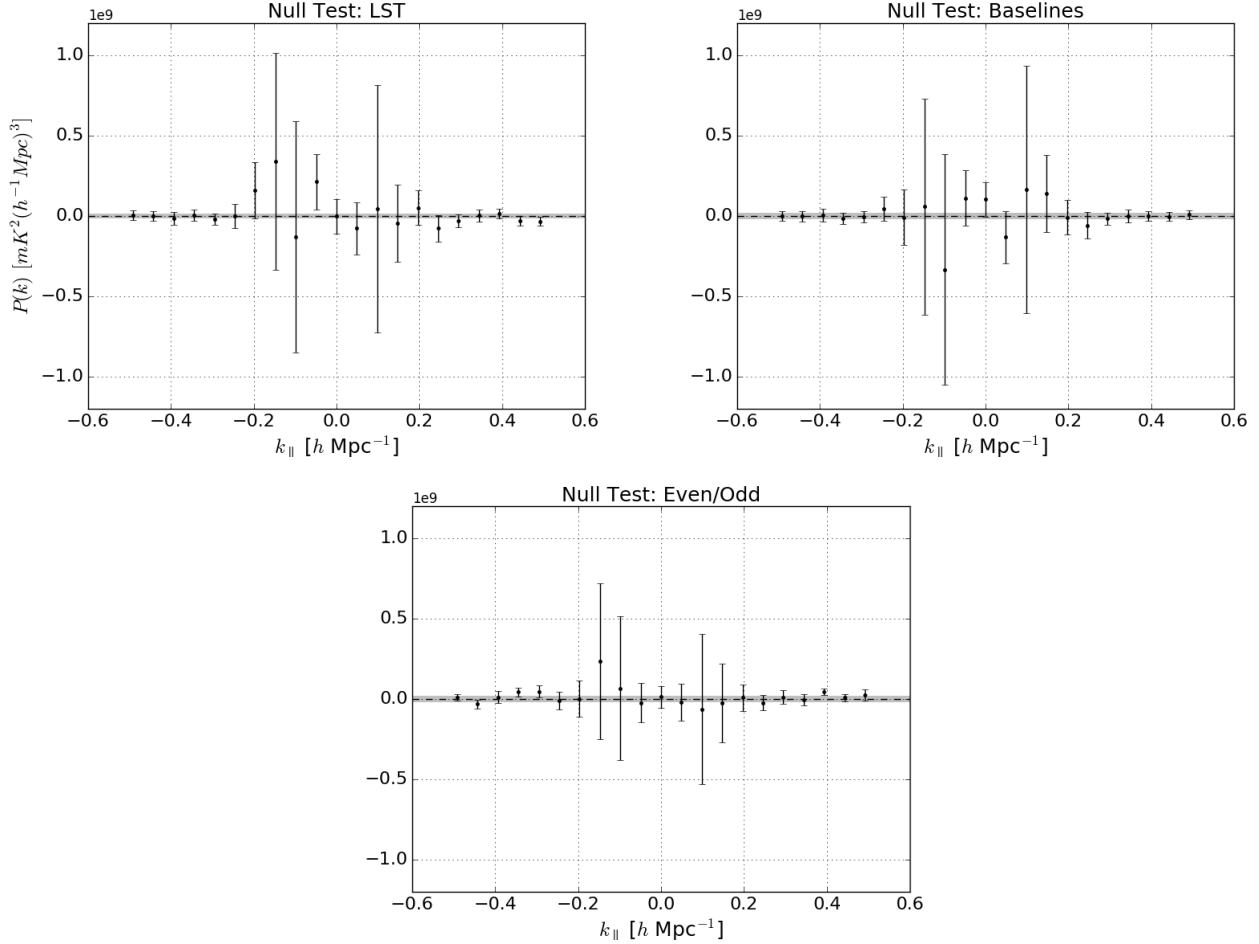 Null Test: LST
1e9
1.0
0.5
0.0
−0.5
−1.0
P(k) [mK²(h⁻¹Mpc)³]
−0.6 −0.4 −0.2 0.0 0.2 0.4 0.6
k∥ [h Mpc⁻¹]
Null Test: Baselines
1e9
1.0
0.5
0.0
−0.5
−1.0
−0.6 −0.4 −0.2 0.0 0.2 0.4 0.6
k∥ [h Mpc⁻¹]
Null Test: Even/Odd
1e9
1.0
0.5
0.0
−0.5
−1.0
−0.6 −0.4 −0.2 0.0 0.2 0.4 0.6
k∥ [h Mpc⁻¹]